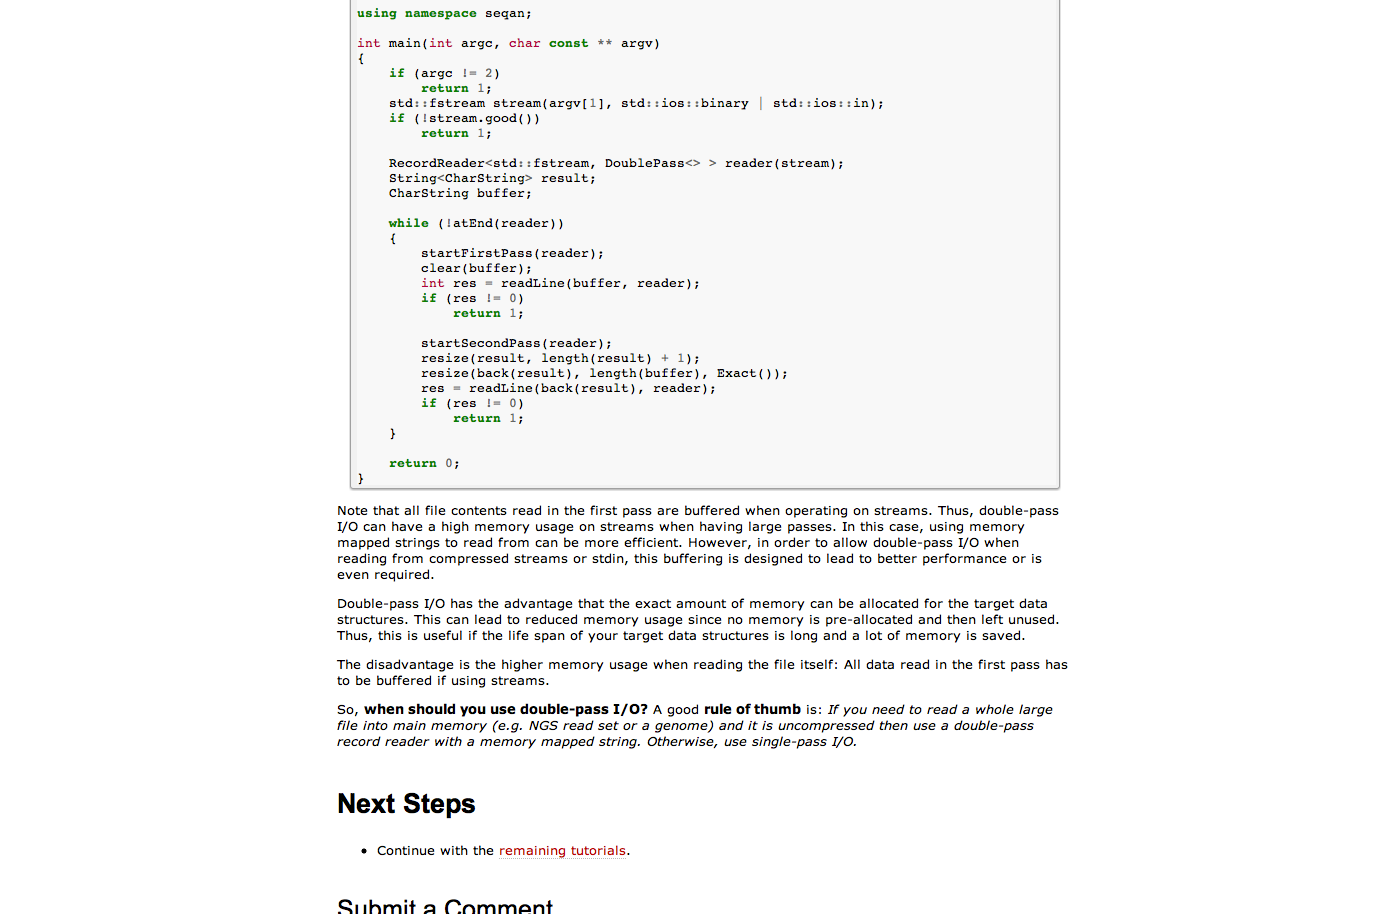 using namespace seqan;

int main(int argc, char const ** argv)
{
    if (argc != 2)
        return 1;
    std::fstream stream(argv[1], std::ios::binary | std::ios::in);
    if (!stream.good())
        return 1;

    RecordReader<std::fstream, DoublePass<> > reader(stream);
    String<CharString> result;
    CharString buffer;

    while (!atEnd(reader))
    {
        startFirstPass(reader);
        clear(buffer);
        int res = readLine(buffer, reader);
        if (res != 0)
            return 1;

        startSecondPass(reader);
        resize(result, length(result) + 1);
        resize(back(result), length(buffer), Exact());
        res = readLine(back(result), reader);
        if (res != 0)
            return 1;
    }

    return 0;
}
Note that all file contents read in the first pass are buffered when operating on streams. Thus, double-pass
I/O can have a high memory usage on streams when having large passes. In this case, using memory
mapped strings to read from can be more efficient. However, in order to allow double-pass I/O when
reading from compressed streams or stdin, this buffering is designed to lead to better performance or is
even required.
Double-pass I/O has the advantage that the exact amount of memory can be allocated for the target data
structures. This can lead to reduced memory usage since no memory is pre-allocated and then left unused.
Thus, this is useful if the life span of your target data structures is long and a lot of memory is saved.
The disadvantage is the higher memory usage when reading the file itself: All data read in the first pass has
to be buffered if using streams.
So, when should you use double-pass I/O? A good rule of thumb is: If you need to read a whole large
file into main memory (e.g. NGS read set or a genome) and it is uncompressed then use a double-pass
record reader with a memory mapped string. Otherwise, use single-pass I/O.
Next Steps
• Continue with the remaining tutorials.
Submit a Comment